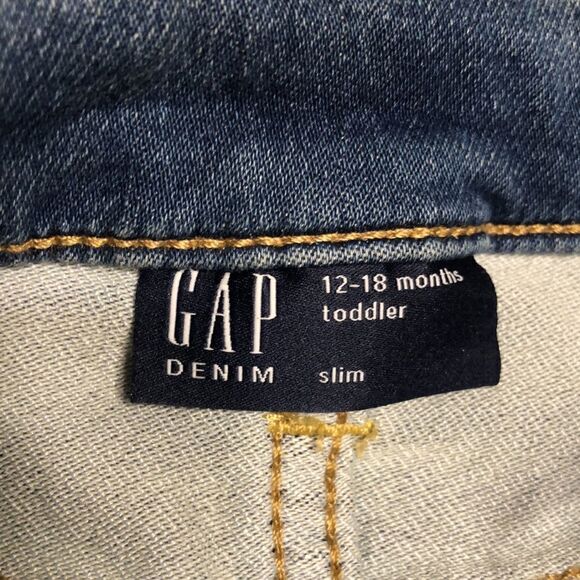 GAP
DENIM
12-18 months
toddler
slim